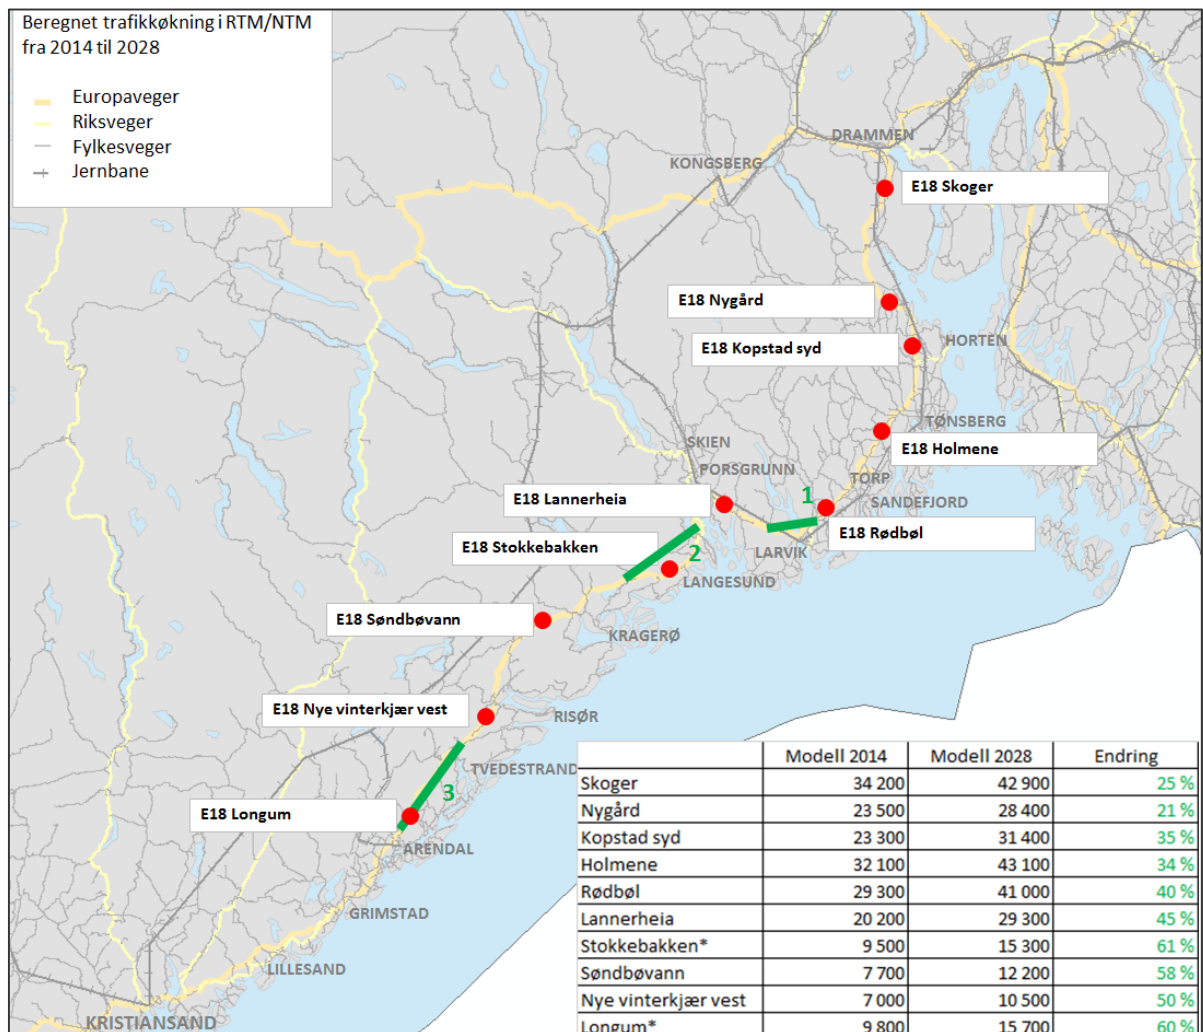 Beregnet trafikkøkning i RTM/NTM
fra 2014 til 2028
Europaveger
Riksveger
Fylkesveger
Jernbane
DRAMMEN
KONGSBERG
E18 Skoger
E18 Nygård
E18 Kopstad syd
HORTEN
TØNSBERG
SKIEN
E18 Holmene
PORSGRUNN
TORP
E18 Lannerheia
1
SANDEFJORD
E18 Rødbøl
E18 Stokkebakken
2
LARVIK
LANGESUND
E18 Søndbøvann
KRAGERØ
E18 Nye vinterkjær vest
RISØR
TVEDESTRAND
3
E18 Longum
ARENDAL
GRIMSTAD
LILLESAND
KRISTIANSAND
Modell 2014 Modell 2028 Endring
Skoger 34 200 42 900 25 %
Nygård 23 500 28 400 21 %
Kopstad syd 23 300 31 400 35 %
Holmene 32 100 43 100 34 %
Rødbøl 29 300 41 000 40 %
Lannerheia 20 200 29 300 45 %
Stokkebakken* 9 500 15 300 61 %
Søndbøvann 7 700 12 200 58 %
Nye vinterkjær vest 7 000 10 500 50 %
Longum* 9 800 15 700 60 %